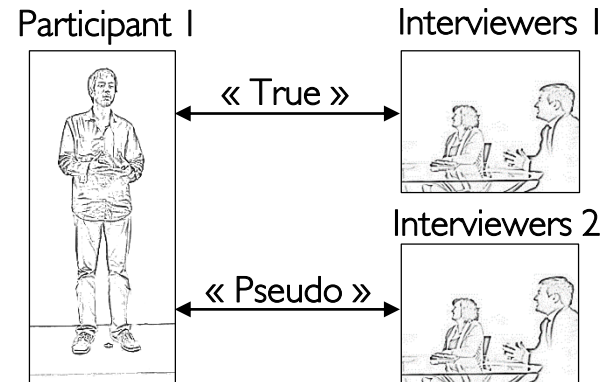 Participant 1
Interviewers 1
« True »
Interviewers 2
« Pseudo »